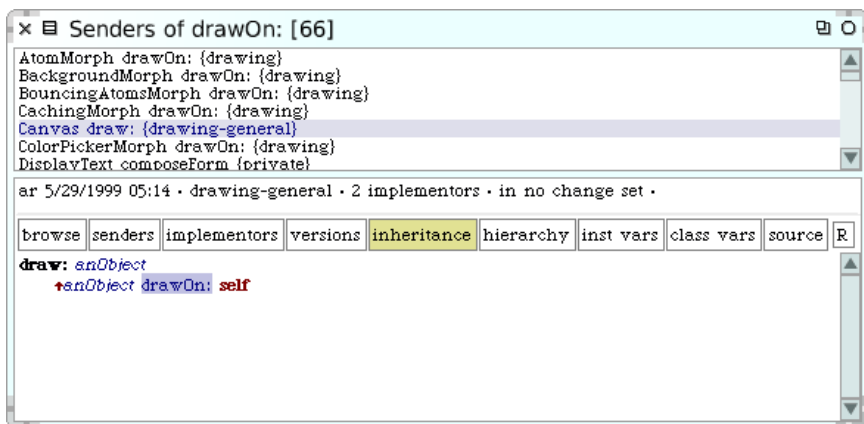 Senders of drawOn: [66]
AtomMorph drawOn: {drawing}
BackgroundMorph drawOn: {drawing}
BouncingAtomsMorph drawOn: {drawing}
CachingMorph drawOn: {drawing}
Canvas draw: {drawing-general}
ColorPickerMorph drawOn: {drawing}
DisplayText composeForm {private}
ar 5/29/1999 05:14 · drawing-general · 2 implementors · in no change set ·
browse senders implementors versions inheritance hierarchy inst vars class vars source R
draw: anObject
↑anObject drawOn: self